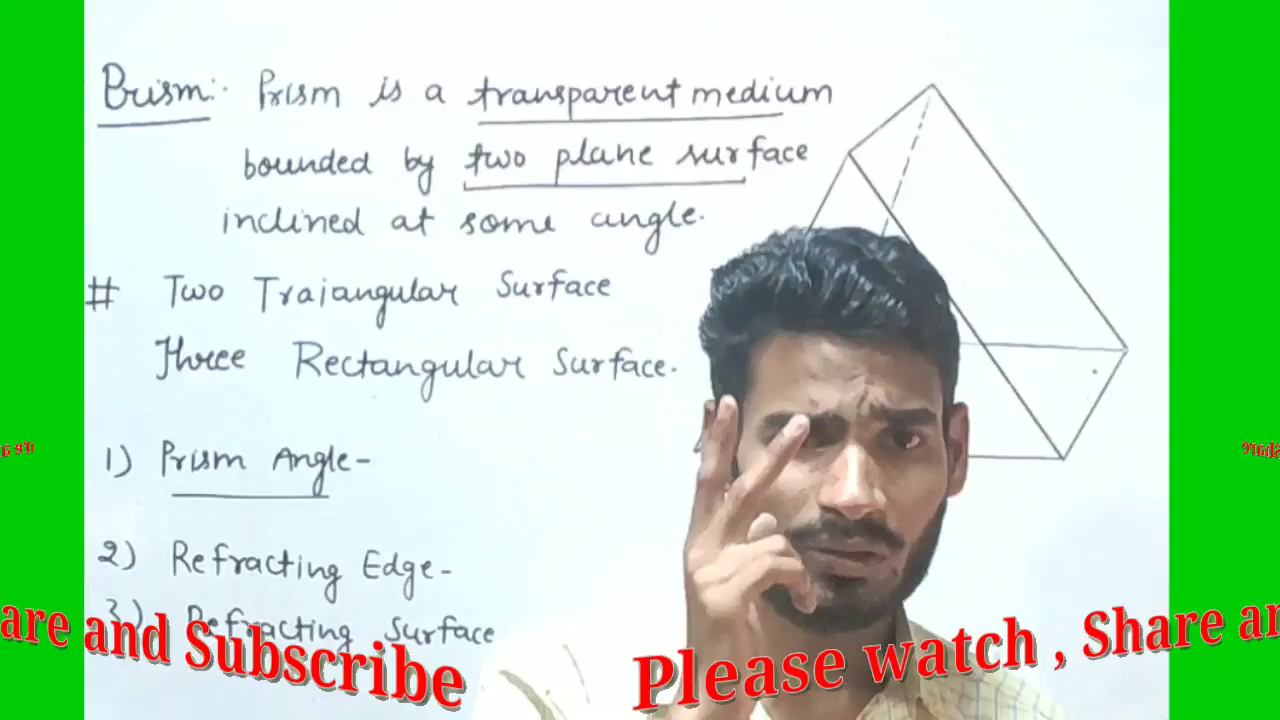 Prism:- Prism is a transparent medium
bounded by two plane surface
inclined at some angle.
# Two Traiangular Surface
Three Rectangular Surface.
1) Prism Angle-
2) Refracting Edge-
3) Refracting Surface
are and Subscribe
Please watch , Share an
Share